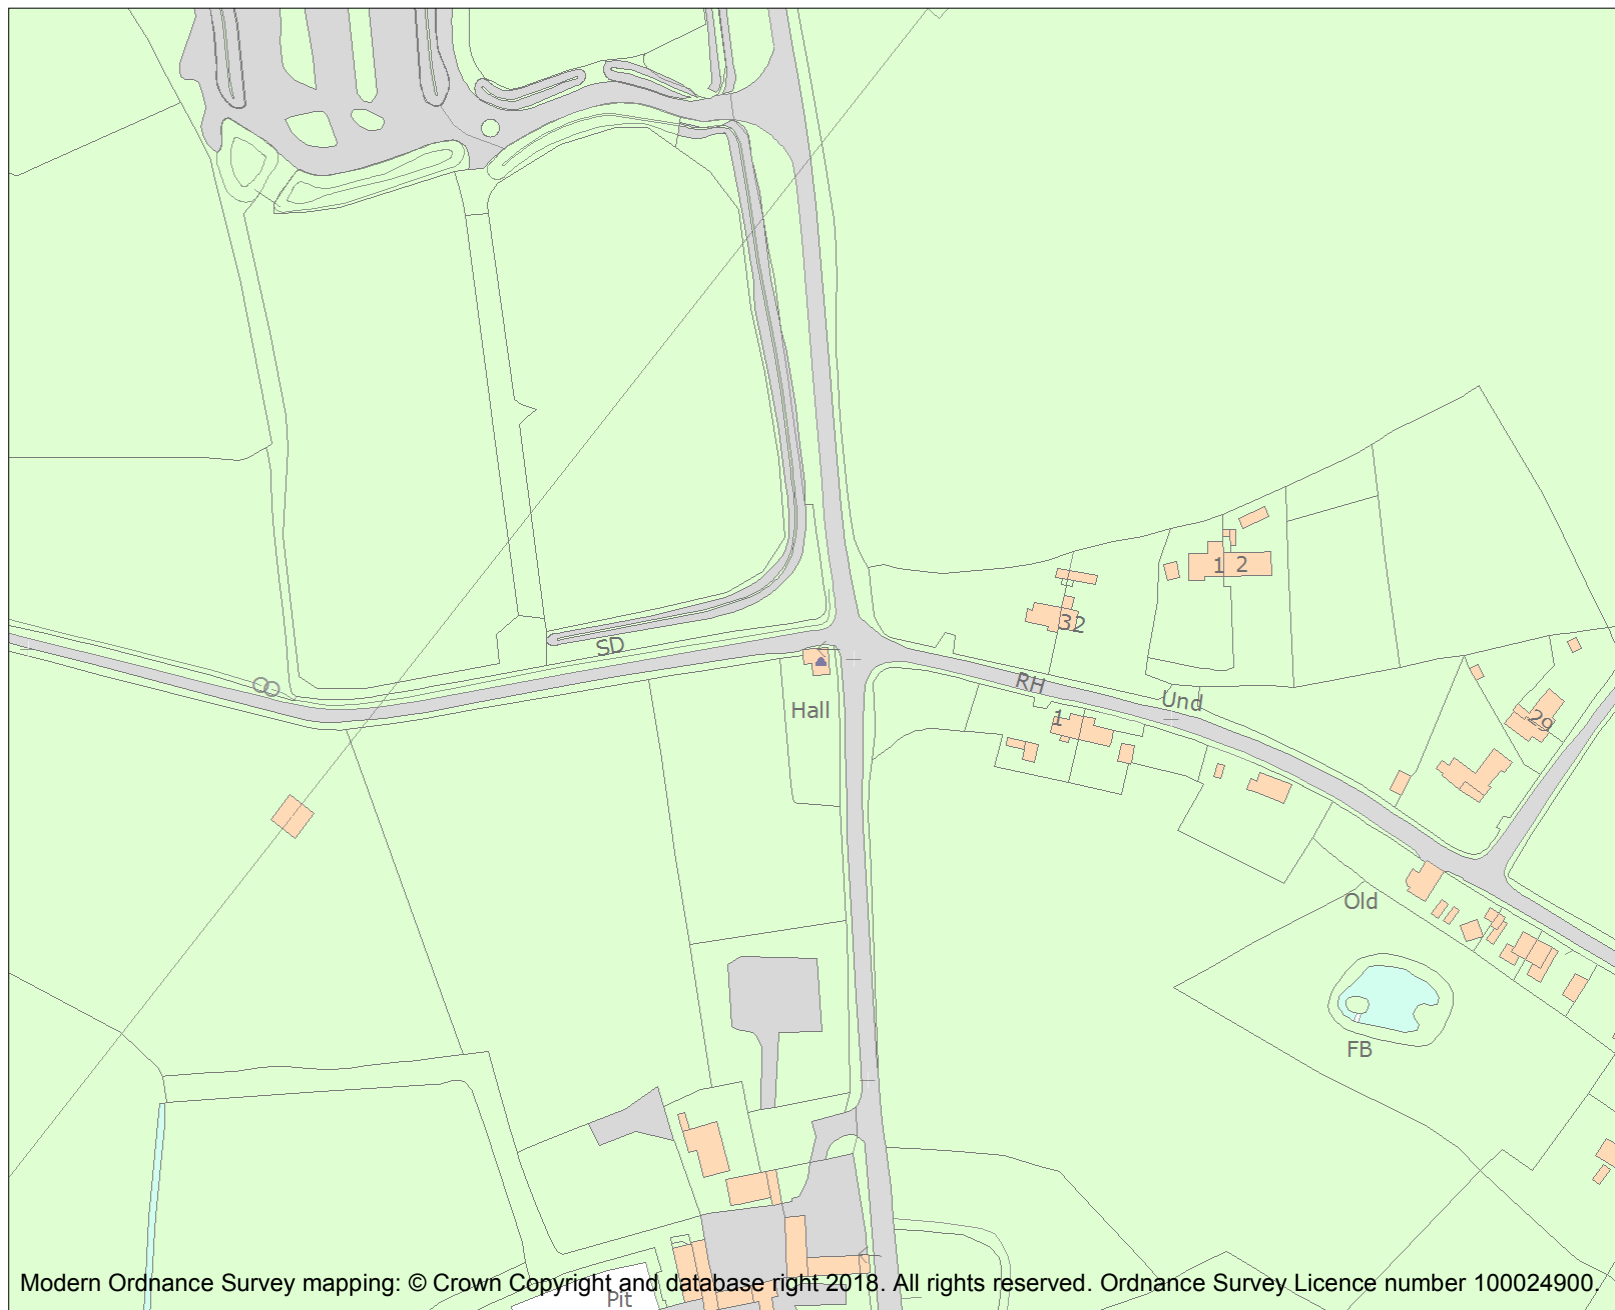 1 2
32
SD
RH
Und
Hall
1
29
Old
FB
Modern Ordnance Survey mapping: © Crown Copyright and database right 2018. All rights reserved. Ordnance Survey Licence number 100024900.
Pit